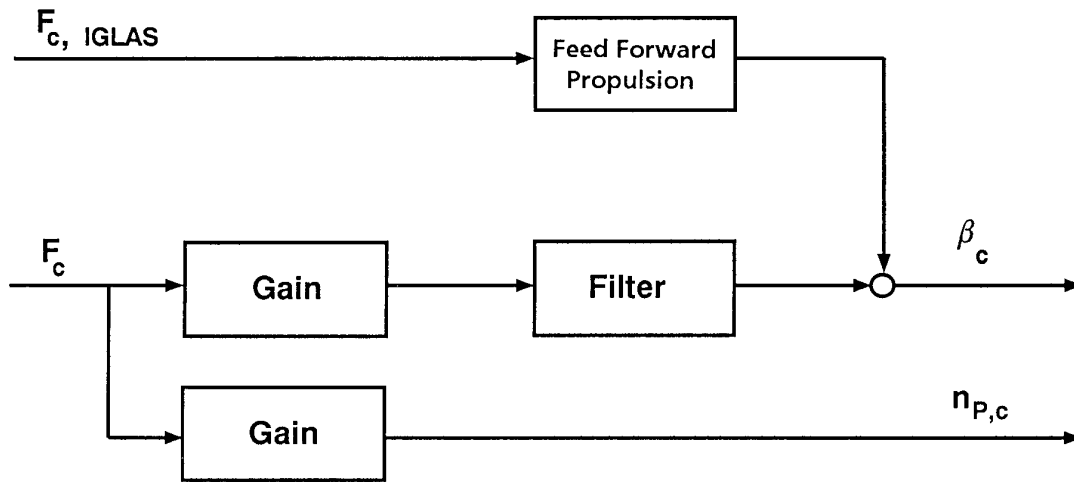 F_c, IGLAS
Feed Forward
Propulsion
F_c
Gain
Filter
β_c
Gain
n_P,c